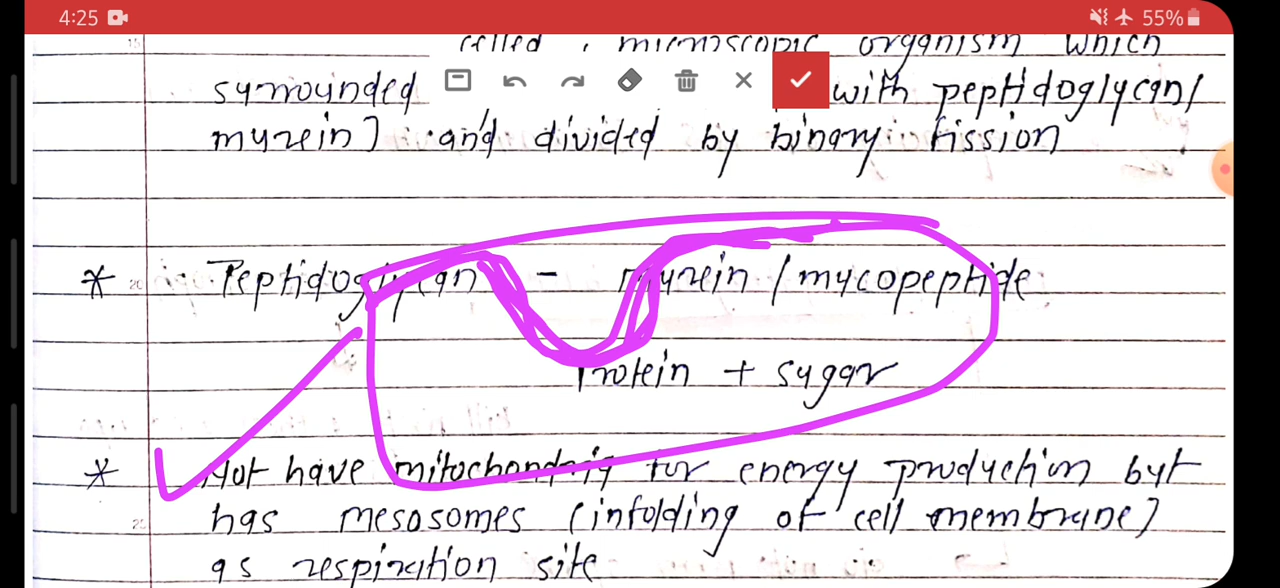 4:25
55%
celled, microscopic organism which
surrounded with peptidoglycan/
murein] and divided by binary fission
* Peptidoglycan - Murein / mycopeptide
Protein + sugar
* Not have mitochondria for energy production but
has mesosomes (infolding of cell membrane)
as respiration site